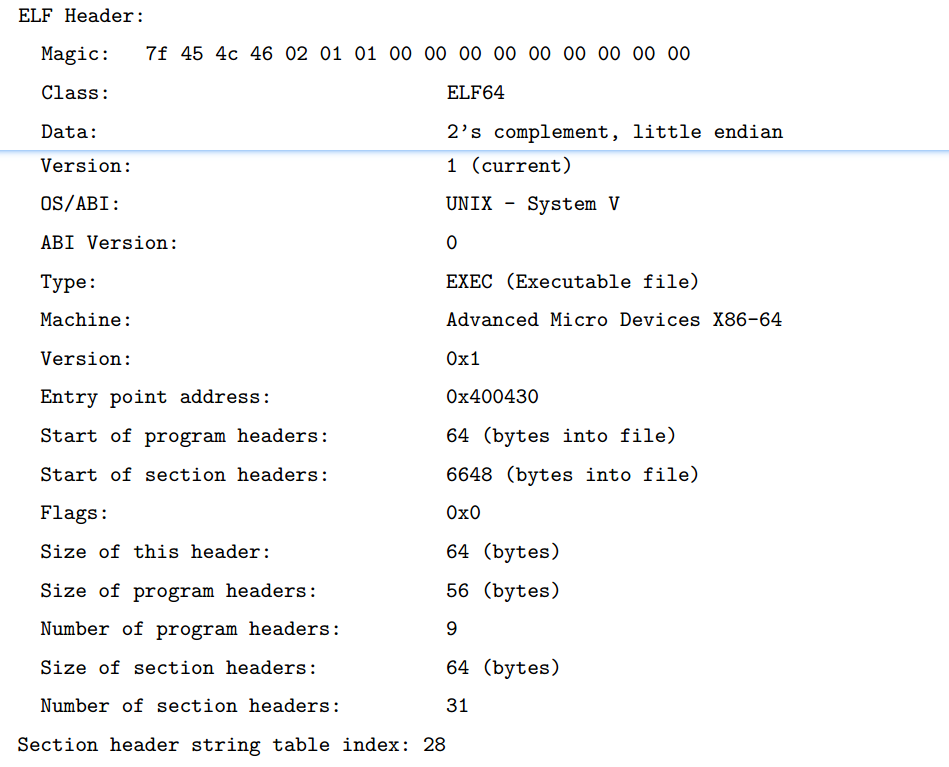 ELF Header:
Magic: 7f 45 4c 46 02 01 01 00 00 00 00 00 00 00 00 00
Class: ELF64
Data: 2’s complement, little endian
Version: 1 (current)
OS/ABI: UNIX - System V
ABI Version: 0
Type: EXEC (Executable file)
Machine: Advanced Micro Devices X86-64
Version: 0x1
Entry point address: 0x400430
Start of program headers: 64 (bytes into file)
Start of section headers: 6648 (bytes into file)
Flags: 0x0
Size of this header: 64 (bytes)
Size of program headers: 56 (bytes)
Number of program headers: 9
Size of section headers: 64 (bytes)
Number of section headers: 31
Section header string table index: 28